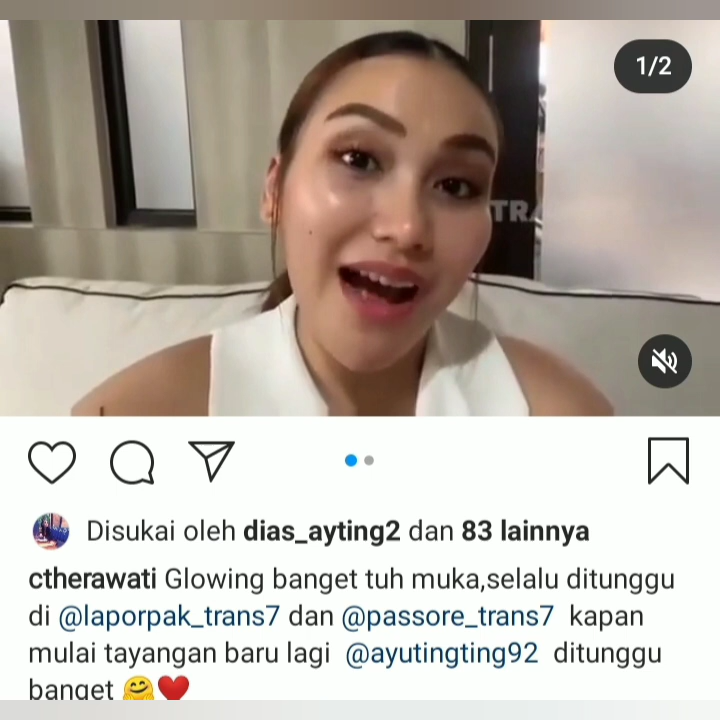 1/2
TRA
Disukai oleh dias_ayting2 dan 83 lainnya
ctherawati Glowing banget tuh muka,selalu ditunggu
di @laporpak_trans7 dan @passore_trans7 kapan
mulai tayangan baru lagi @ayutingting92 ditunggu
banget 🤗❤️